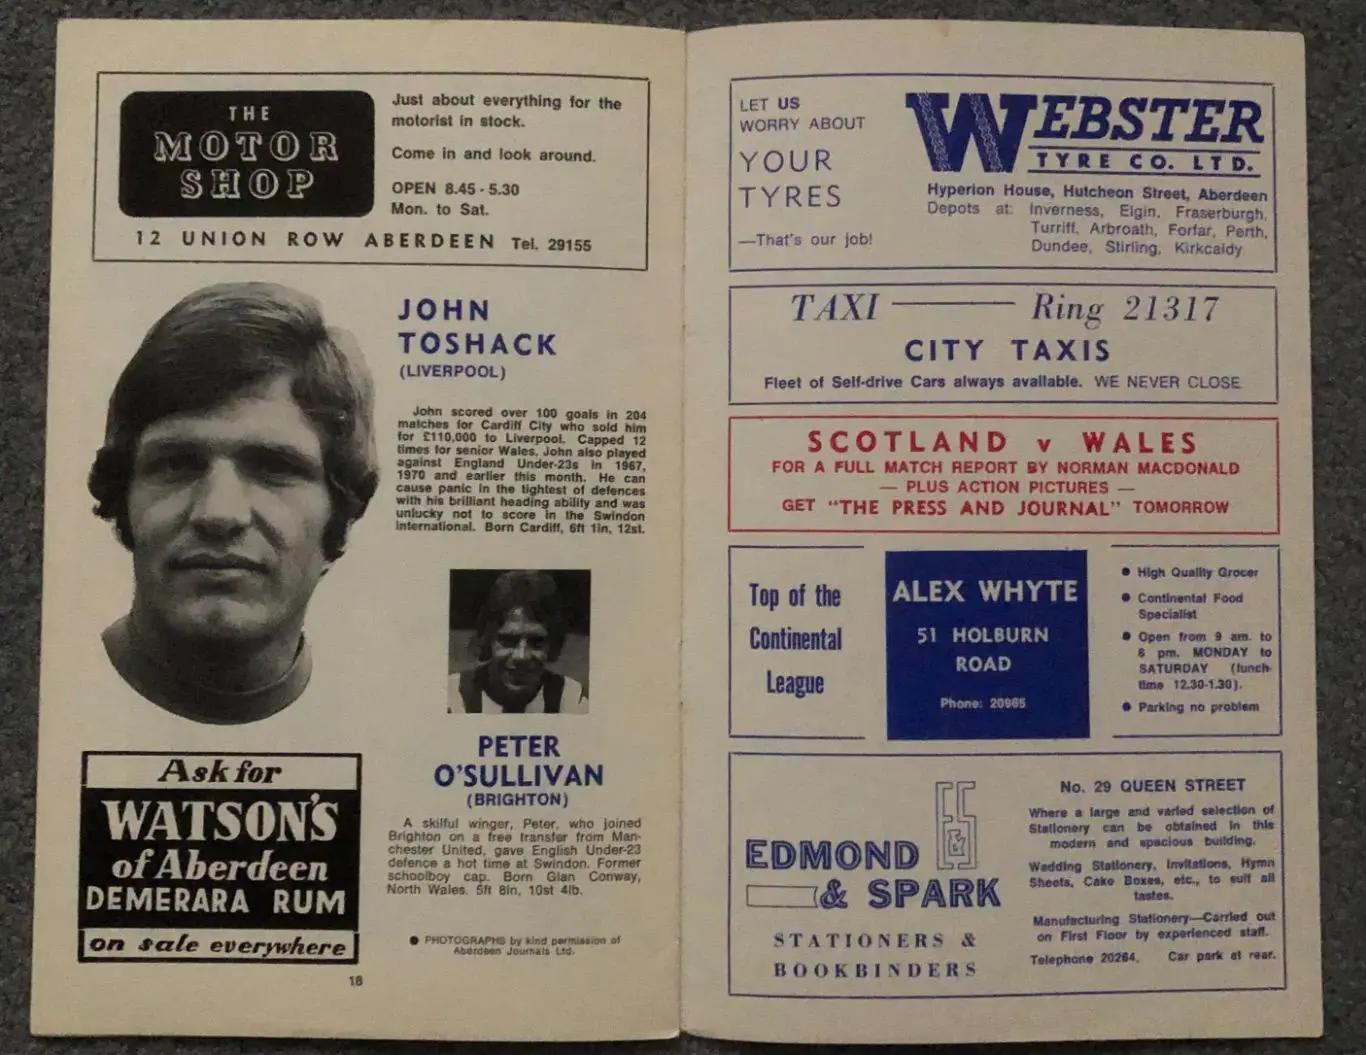 THE
MOTOR
SHOP
Just about everything for the
motorist in stock.
Come in and look around.
OPEN 8.45 - 5.30
Mon. to Sat.
12 UNION ROW ABERDEEN Tel. 29155
JOHN
TOSHACK
(LIVERPOOL)
John scored over 100 goals in 204
matches for Cardiff City who sold him
for £110,000 to Liverpool. Capped 12
times for senior Wales, John also played
against England Under-23s in 1967,
1970 and earlier this month. He can
cause panic in the tightest of defences
with his brilliant heading ability and was
unlucky not to score in the Swindon
international. Born Cardiff, 6ft 1in, 12st.
PETER
O'SULLIVAN
(BRIGHTON)
A skilful winger, Peter, who joined
Brighton on a free transfer from Man-
chester United, gave English Under-23
defence a hot time at Swindon. Former
schoolboy cap. Born Glan Conway,
North Wales. 5ft 8in, 10st 4lb.
● PHOTOGRAPHS by kind permission of
Aberdeen Journals Ltd.
Ask for
WATSON'S
of Aberdeen
DEMERARA RUM
on sale everywhere
18
LET US
WORRY ABOUT
YOUR
TYRES
—That's our job!
WEBSTER
TYRE CO. LTD.
Hyperion House, Hutcheon Street, Aberdeen
Depots at: Inverness, Elgin, Fraserburgh,
Turriff, Arbroath, Forfar, Perth,
Dundee, Stirling, Kirkcaldy
TAXI — Ring 21317
CITY TAXIS
Fleet of Self-drive Cars always available. WE NEVER CLOSE
SCOTLAND v WALES
FOR A FULL MATCH REPORT BY NORMAN MACDONALD
— PLUS ACTION PICTURES —
GET "THE PRESS AND JOURNAL" TOMORROW
Top of the
Continental
League
ALEX WHYTE
51 HOLBURN
ROAD
Phone: 20965
● High Quality Grocer
● Continental Food
Specialist
● Open from 9 am. to
6 pm. MONDAY to
SATURDAY (lunch-
time 12.30-1.30).
● Parking no problem
E&S
EDMOND
& SPARK
STATIONERS &
BOOKBINDERS
No. 29 QUEEN STREET
Where a large and varied selection of
Stationery can be obtained in this
modern and spacious building.
Wedding Stationery, Invitations, Hymn
Sheets, Cake Boxes, etc., to suit all
tastes.
Manufacturing Stationery—Carried out
on First Floor by experienced staff.
Telephone 20264. Car park at rear.